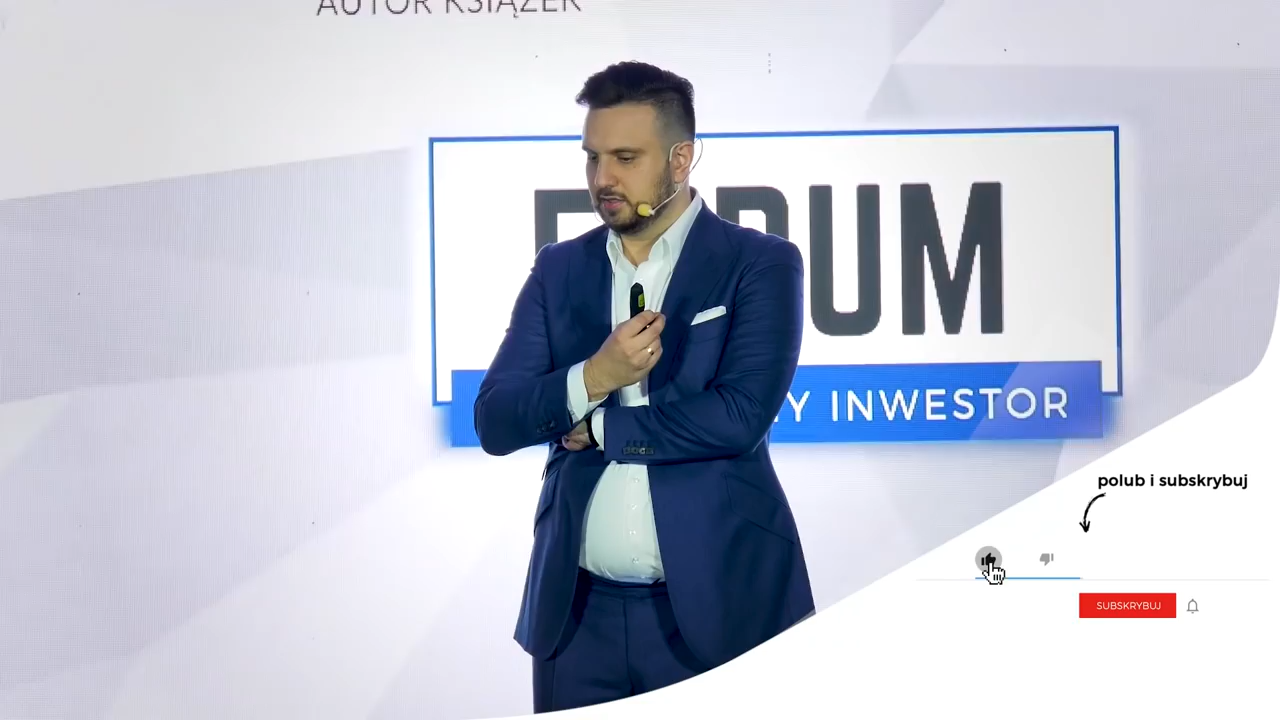 AUTOR KSIĄŻEK
UM
INWESTOR
polub i subskrybuj
SUBSKRYBUJ